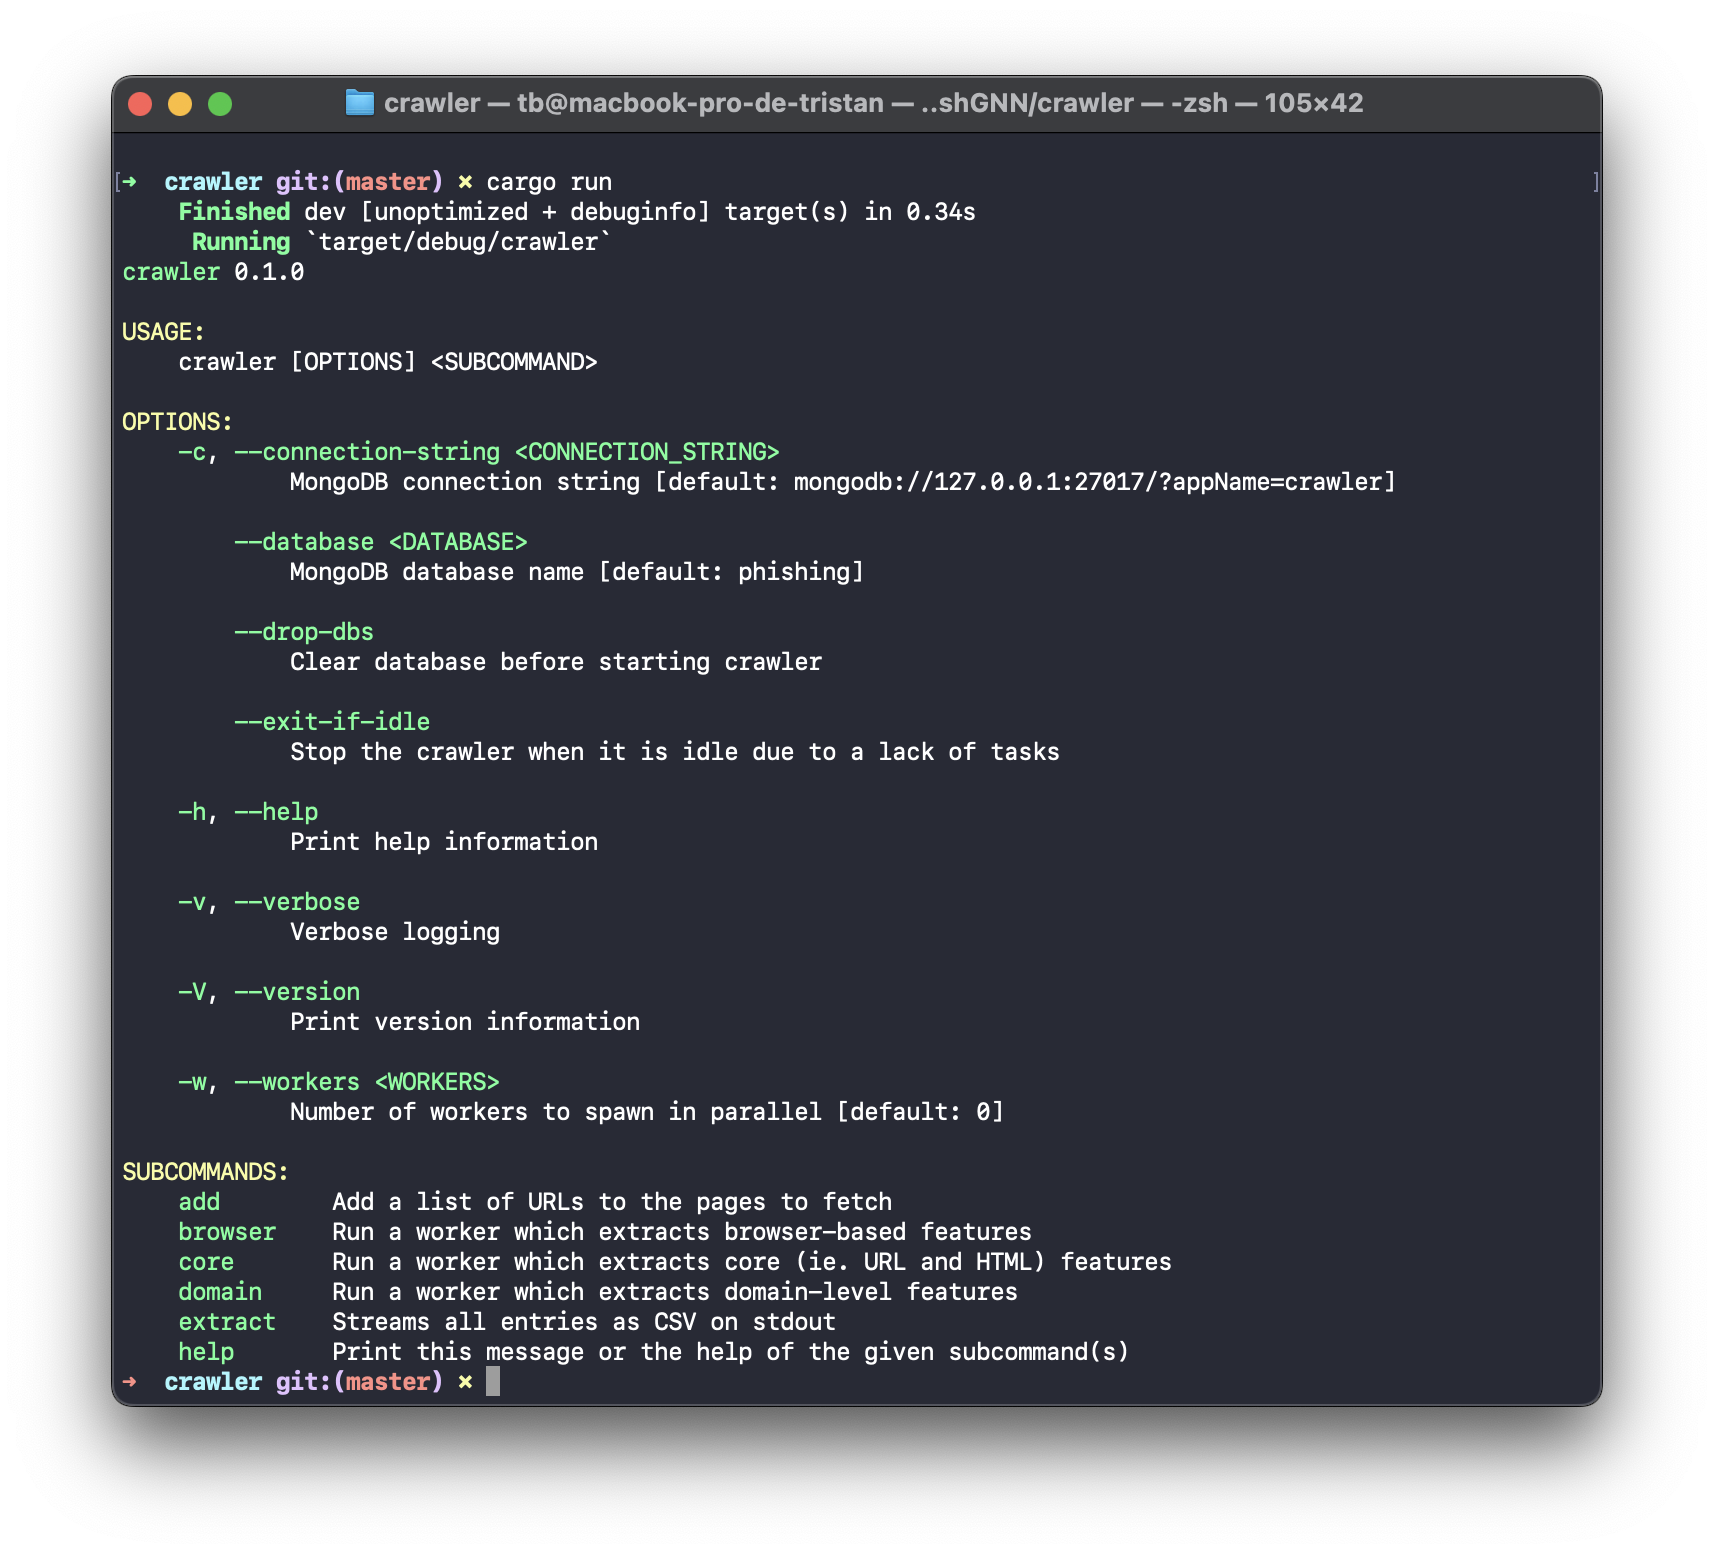 crawler — tb@macbook-pro-de-tristan — ..shGNN/crawler — -zsh — 105×42
[➜  crawler git:(master) ✗ cargo run ]
    Finished dev [unoptimized + debuginfo] target(s) in 0.34s
     Running `target/debug/crawler`
crawler 0.1.0

USAGE:
    crawler [OPTIONS] <SUBCOMMAND>

OPTIONS:
    -c, --connection-string <CONNECTION_STRING>
            MongoDB connection string [default: mongodb://127.0.0.1:27017/?appName=crawler]

        --database <DATABASE>
            MongoDB database name [default: phishing]

        --drop-dbs
            Clear database before starting crawler

        --exit-if-idle
            Stop the crawler when it is idle due to a lack of tasks

    -h, --help
            Print help information

    -v, --verbose
            Verbose logging

    -V, --version
            Print version information

    -w, --workers <WORKERS>
            Number of workers to spawn in parallel [default: 0]

SUBCOMMANDS:
    add        Add a list of URLs to the pages to fetch
    browser    Run a worker which extracts browser-based features
    core       Run a worker which extracts core (ie. URL and HTML) features
    domain     Run a worker which extracts domain-level features
    extract    Streams all entries as CSV on stdout
    help       Print this message or the help of the given subcommand(s)
➜  crawler git:(master) ✗